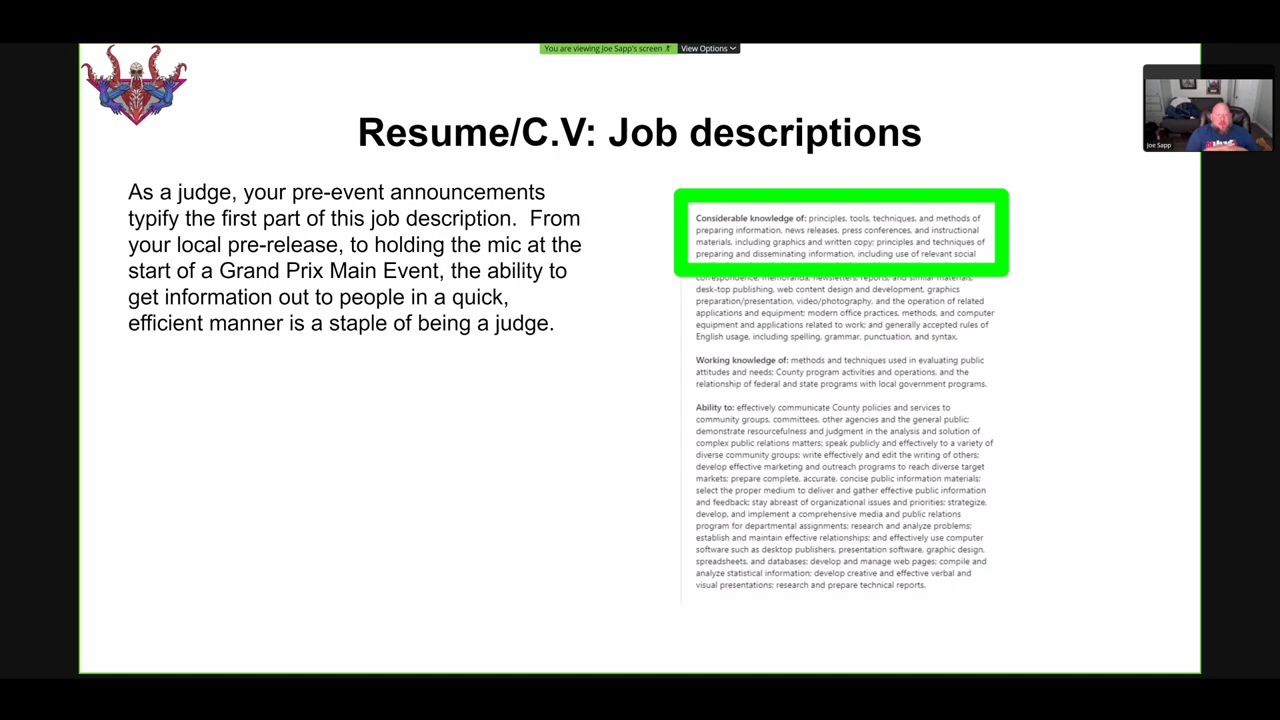 You are viewing Joe Sapp's screen
View Options
Joe Sapp
Resume/C.V: Job descriptions
As a judge, your pre-event announcements
typify the first part of this job description.  From
your local pre-release, to holding the mic at the
start of a Grand Prix Main Event, the ability to
get information out to people in a quick,
efficient manner is a staple of being a judge.
Considerable knowledge of: principles, tools, techniques, and methods of
preparing information, news releases, press conferences, and instructional
materials, including graphics and written copy; principles and techniques of
preparing and disseminating information, including use of relevant social
correspondence, memoranda, newsletters, reports, and similar materials,
desk-top publishing, web content design and development, graphics
preparation/presentation, video/photography, and the operation of related
applications and equipment; modern office practices, methods, and computer
equipment and applications related to work; and generally accepted rules of
English usage, including spelling, grammar, punctuation, and syntax.
Working knowledge of: methods and techniques used in evaluating public
attitudes and needs; County program activities and operations, and the
relationship of federal and state programs with local government programs.
Ability to: effectively communicate County policies and services to
community groups, committees, other agencies and the general public;
demonstrate resourcefulness and judgment in the analysis and solution of
complex public relations matters; speak publicly and effectively to a variety of
diverse community groups; write effectively and edit the writing of others;
develop effective marketing and outreach programs to reach diverse target
markets; prepare complete, accurate, concise public information materials;
select the proper medium to deliver and gather effective public information
and feedback; stay abreast of organizational issues and priorities; strategize,
develop, and implement a comprehensive media and public relations
program for departmental assignments; research and analyze problems;
establish and maintain effective relationships; and effectively use computer
software such as desktop publishers, presentation software, graphic design,
spreadsheets, and databases; develop and manage web pages; compile and
analyze statistical information; develop creative and effective verbal and
visual presentations; research and prepare technical reports.